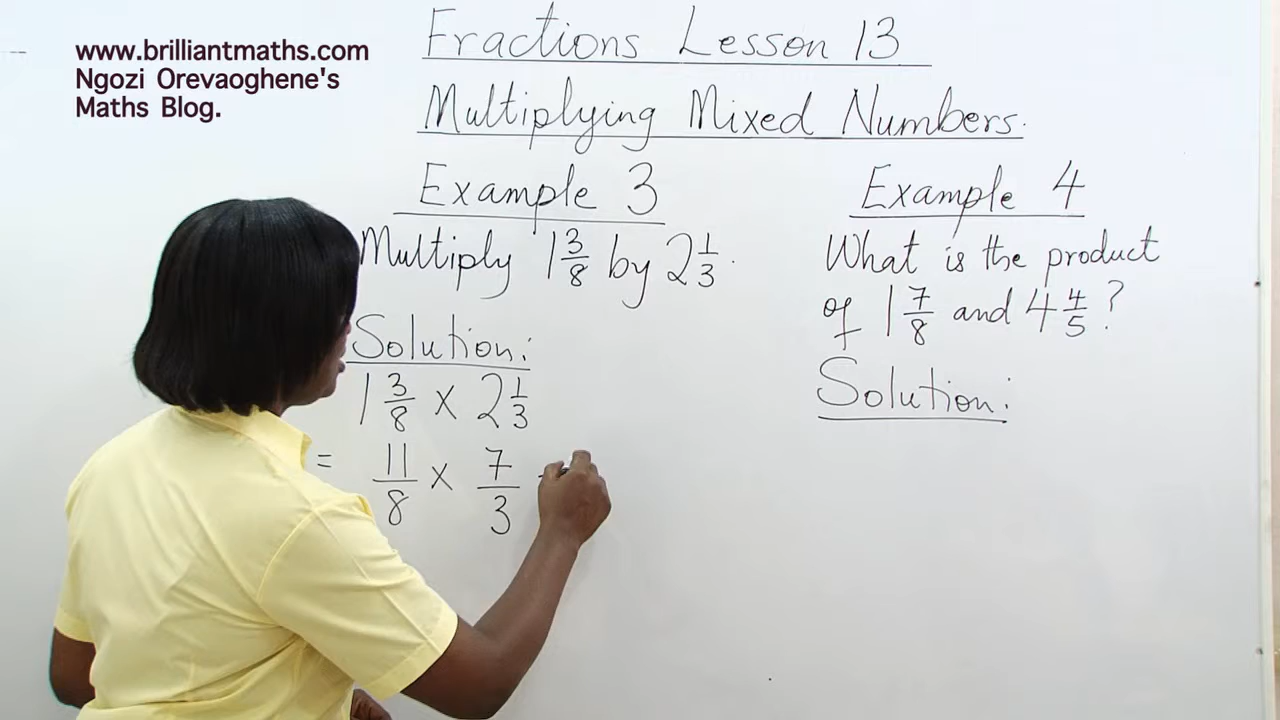 www.brilliantmaths.com
Ngozi Orevaoghene's
Maths Blog.
Fractions Lesson 13
Multiplying Mixed Numbers.
Example 3
Multiply 1 3/8 by 2 1/3.
Solution:
1 3/8 × 2 1/3
= 11/8 × 7/3
Example 4
What is the product
of 1 7/8 and 4 4/5?
Solution: